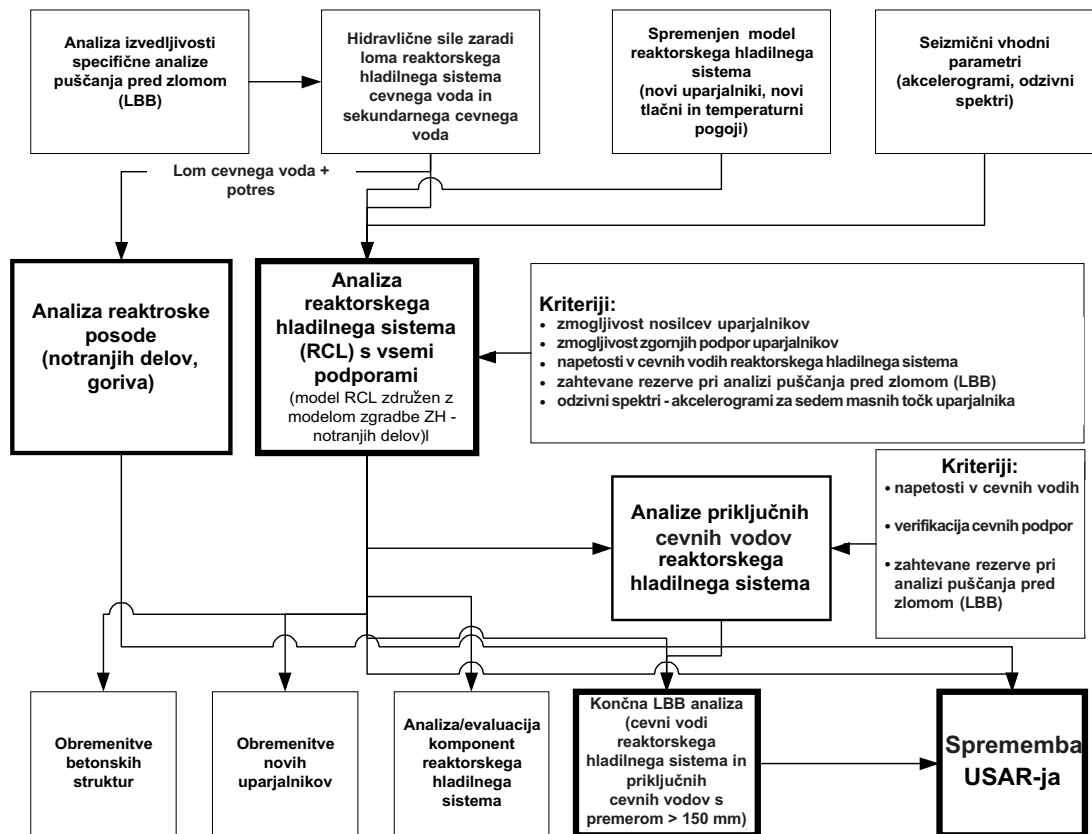 Analiza izvedljivosti
specifične analize
puščanja pred zlomom
(LBB)
Hidravlične sile zaradi
loma reaktorskega
hladilnega sistema
cevnega voda in
sekundarnega cevnega
voda
Spremenjen model
reaktorskega hladilnega
sistema
(novi uparjalniki, novi
tlačni in temperaturni
pogoji)
Seizmični vhodni
parametri
(akcelerogrami, odzivni
spektri)
Lom cevnega voda +
potres
Analiza reaktroske
posode
(notranjih delov,
goriva)
Analiza
reaktorskega
hladilnega sistema
(RCL) s vsemi
podporami
(model RCL združen z
modelom zgradbe ZH -
notranjih delov)l
Kriteriji:
• zmogljivost nosilcev uparjalnikov
• zmogljivost zgornjih podpor uparjalnikov
• napetosti v cevnih vodih reaktorskega hladilnega sistema
• zahtevane rezerve pri analizi puščanja pred zlomom (LBB)
• odzivni spektri - akcelerogrami za sedem masnih točk uparjalnika
Analize priključnih
cevnih vodov
reaktorskega
hladilnega sistema
Kriteriji:
• napetosti v cevnih vodih
• verifikacija cevnih podpor
• zahtevane rezerve pri
analizi puščanja pred
zlomom (LBB)
Obremenitve
betonskih
struktur
Obremenitve
novih
uparjalnikov
Analiza/evaluacija
komponent
reaktorskega
hladilnega
sistema
Končna LBB analiza
(cevni vodi
reaktorskega
hladilnega sistema in
priključnih
cevnih vodov s
premerom > 150 mm)
Sprememba
USAR-ja